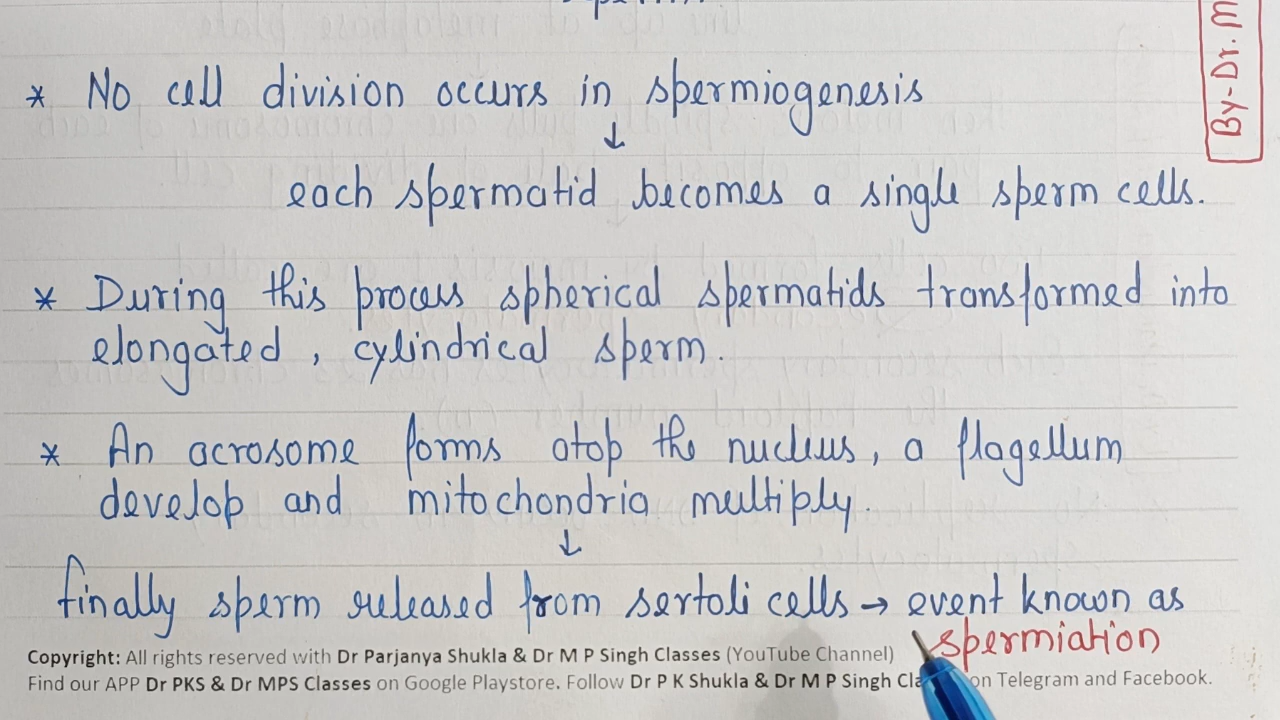 * No cell division occurs in spermiogenesis
↓
each spermatid becomes a single sperm cells.
* During this process spherical spermatids transformed into
elongated, cylindrical sperm.
* An acrosome forms atop the nucleus, a flagellum
develop and mitochondria multiply.
↓
finally sperm released from sertoli cells → event known as
spermiation
Copyright: All rights reserved with Dr Parjanya Shukla & Dr M P Singh Classes (YouTube Channel)
Find our APP Dr PKS & Dr MPS Classes on Google Playstore. Follow Dr P K Shukla & Dr M P Singh Cla on Telegram and Facebook.
By-Dr. M